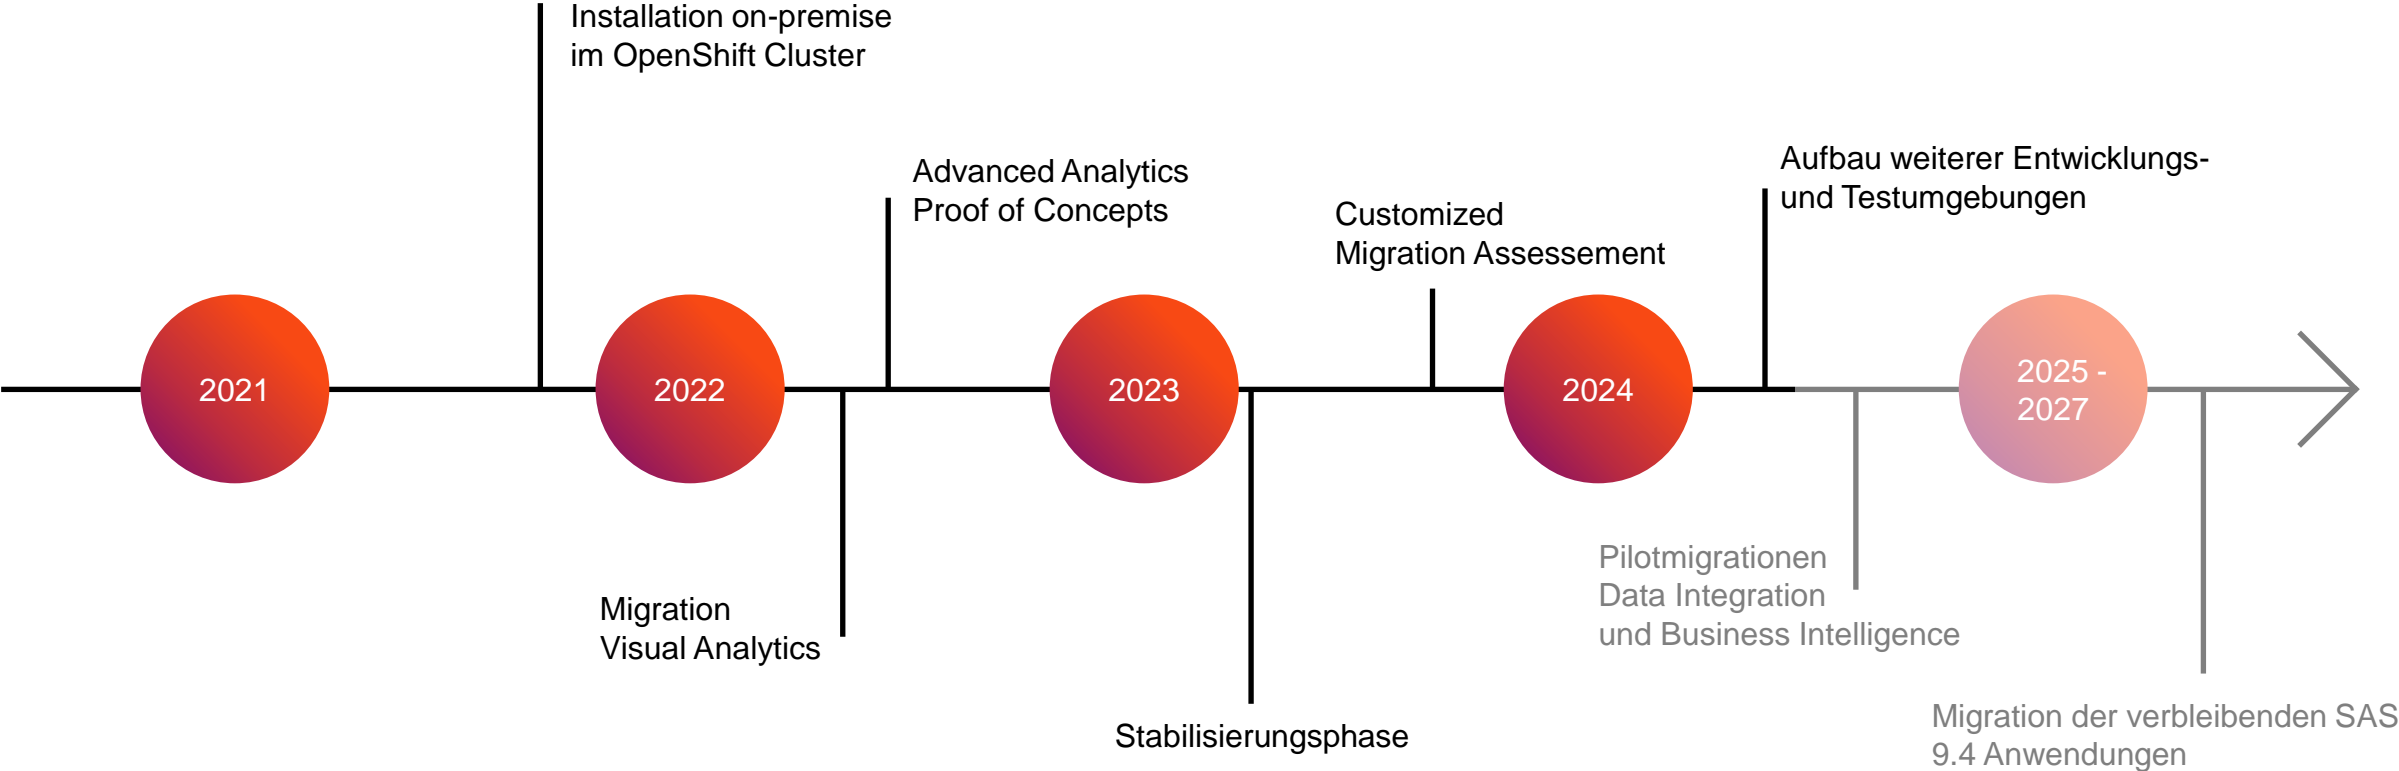 Installation on-premise
im OpenShift Cluster
Advanced Analytics
Proof of Concepts
Customized
Migration Assessement
Aufbau weiterer Entwicklungs-
und Testumgebungen
2021
2022
2023
2024
2025 -
2027
Migration
Visual Analytics
Stabilisierungsphase
Pilotmigrationen
Data Integration
und Business Intelligence
Migration der verbleibenden SAS
9.4 Anwendungen